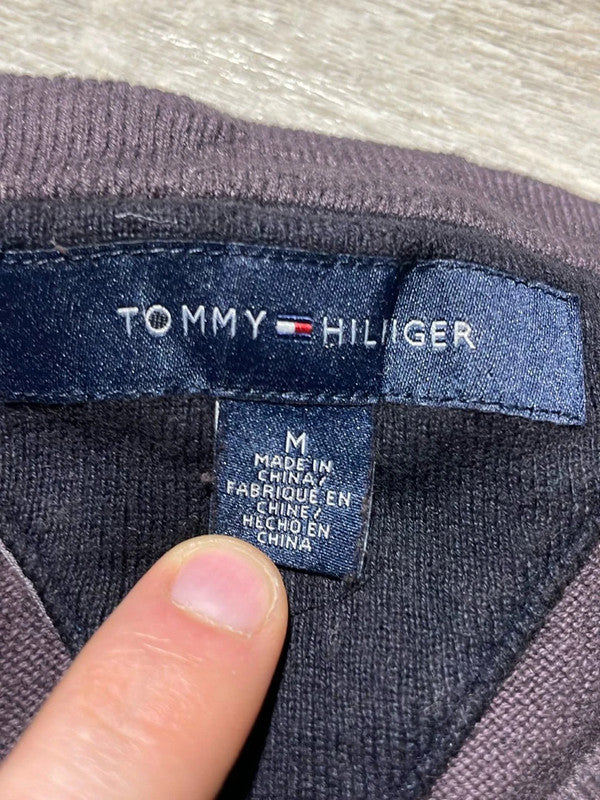 TOMMY HILIIGER
M
MADE IN
CHINA/
FABRIQUÉ EN
CHINE/
HECHO EN
CHINA